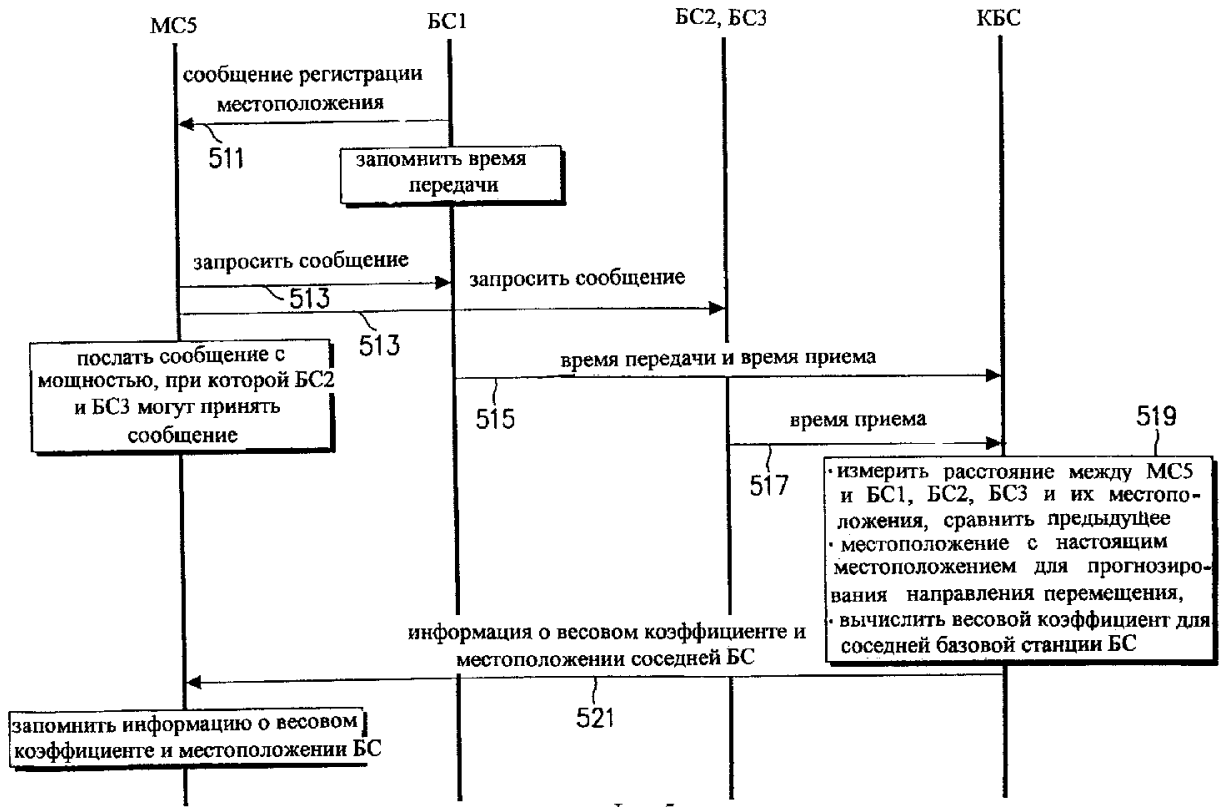 МС5
БС1
БС2, БС3
КБС
сообщение регистрации
местоположения
511
запомнить время
передачи
запросить сообщение
513
запросить сообщение
513
послать сообщение с
мощностью, при которой БС2
и БС3 могут принять
сообщение
время передачи и время приема
515
время приема
517
519
· измерить расстояние между МС5
и БС1, БС2, БС3 и их местопо-
ложения, сравнить предыдущее
· местоположение с настоящим
местоположением для прогнозиро-
вания направления перемещения,
· вычислить весовой коэффициент для
соседней базовой станции БС
информация о весовом коэффициенте и
местоположении соседней БС
521
запомнить информацию о весовом
коэффициенте и местоположении БС